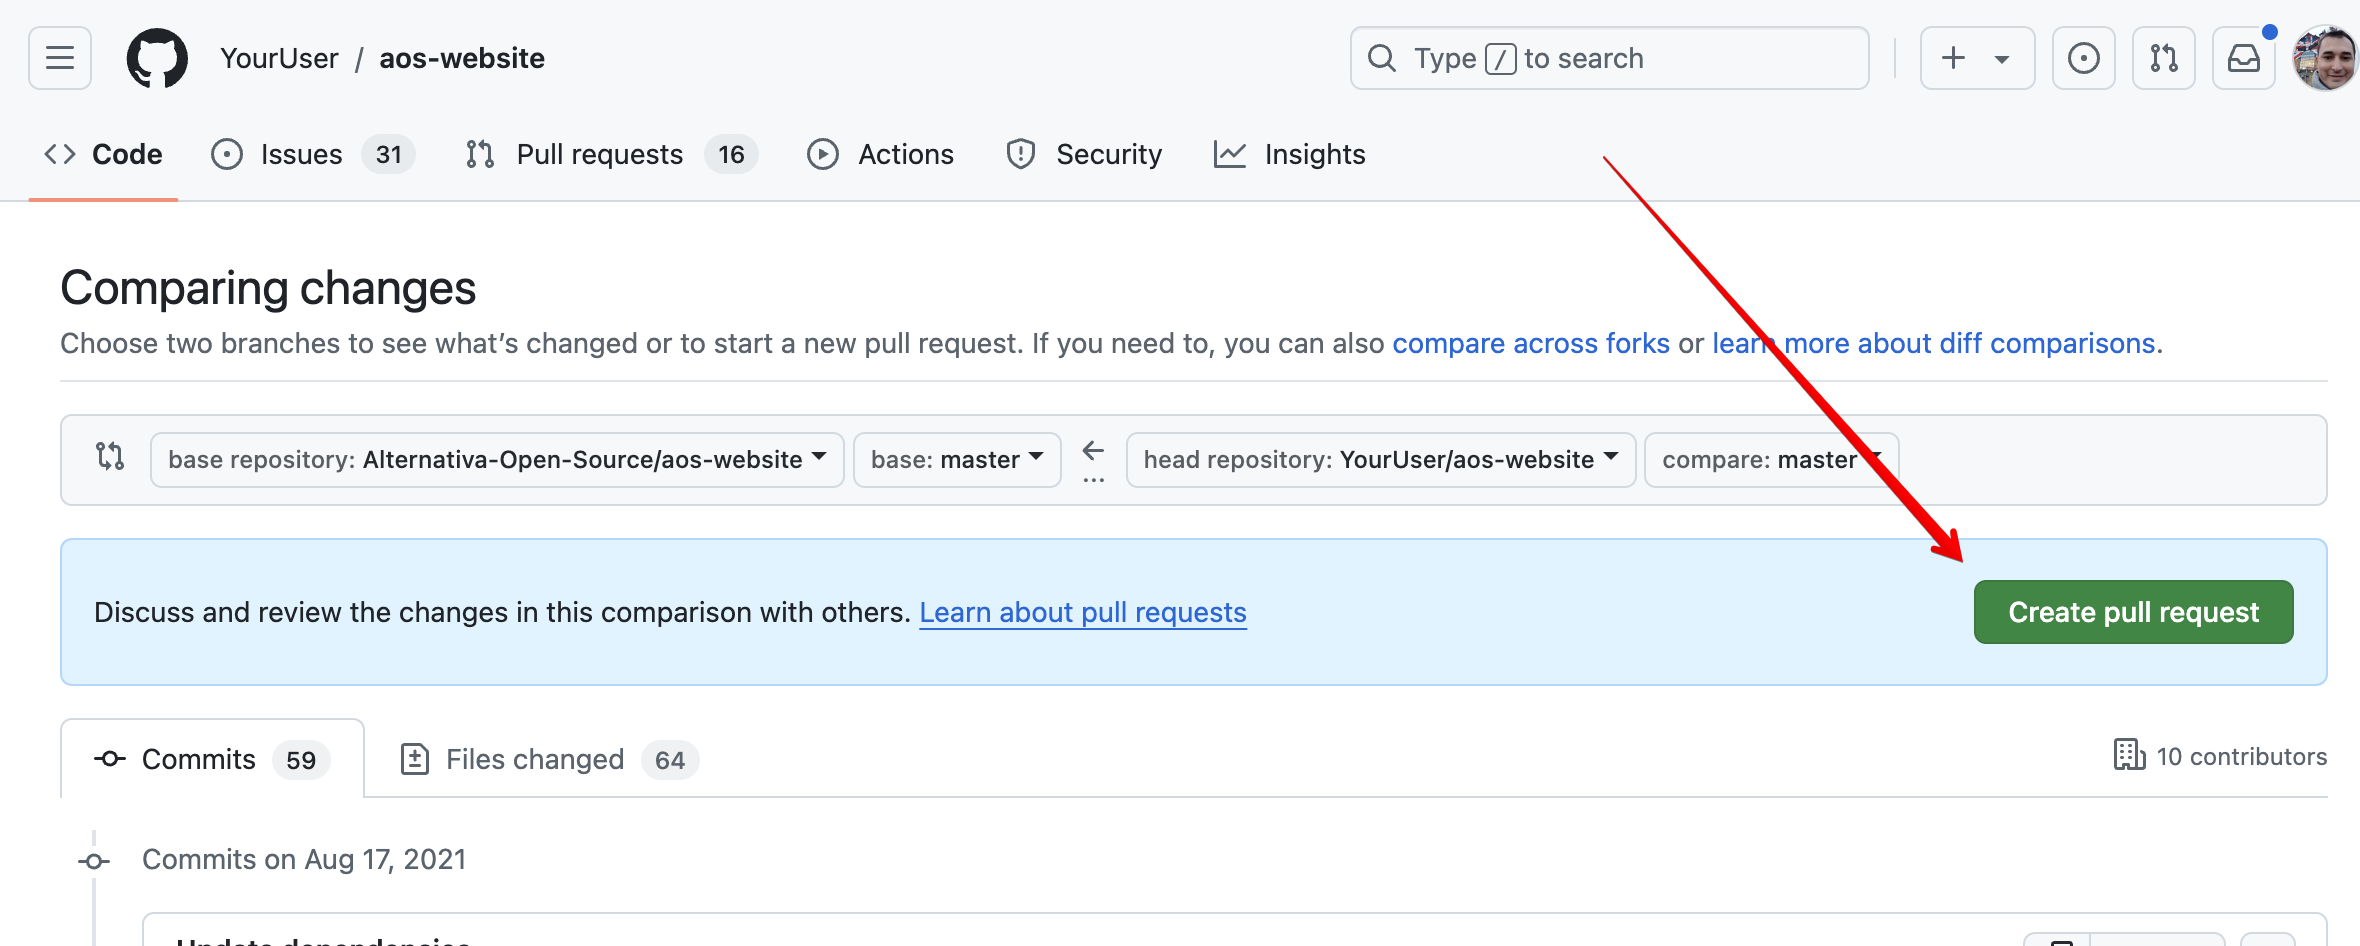 YourUser / aos-website
Type / to search
Code
Issues 31
Pull requests 16
Actions
Security
Insights
Comparing changes
Choose two branches to see what’s changed or to start a new pull request. If you need to, you can also compare across forks or learn more about diff comparisons.
base repository: Alternativa-Open-Source/aos-website
base: master
...
head repository: YourUser/aos-website
compare: master
Discuss and review the changes in this comparison with others. Learn about pull requests
Create pull request
Commits 59
Files changed 64
10 contributors
Commits on Aug 17, 2021
Update dependencies